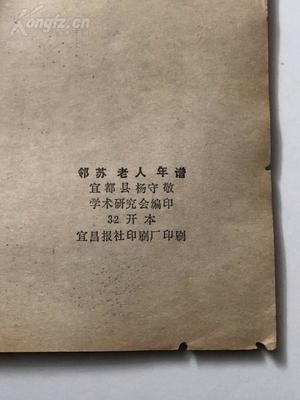 Kongfz.cn
邻苏老人年谱
宜都县杨守敬
学术研究会编印
32开本
宜昌报社印刷厂印刷